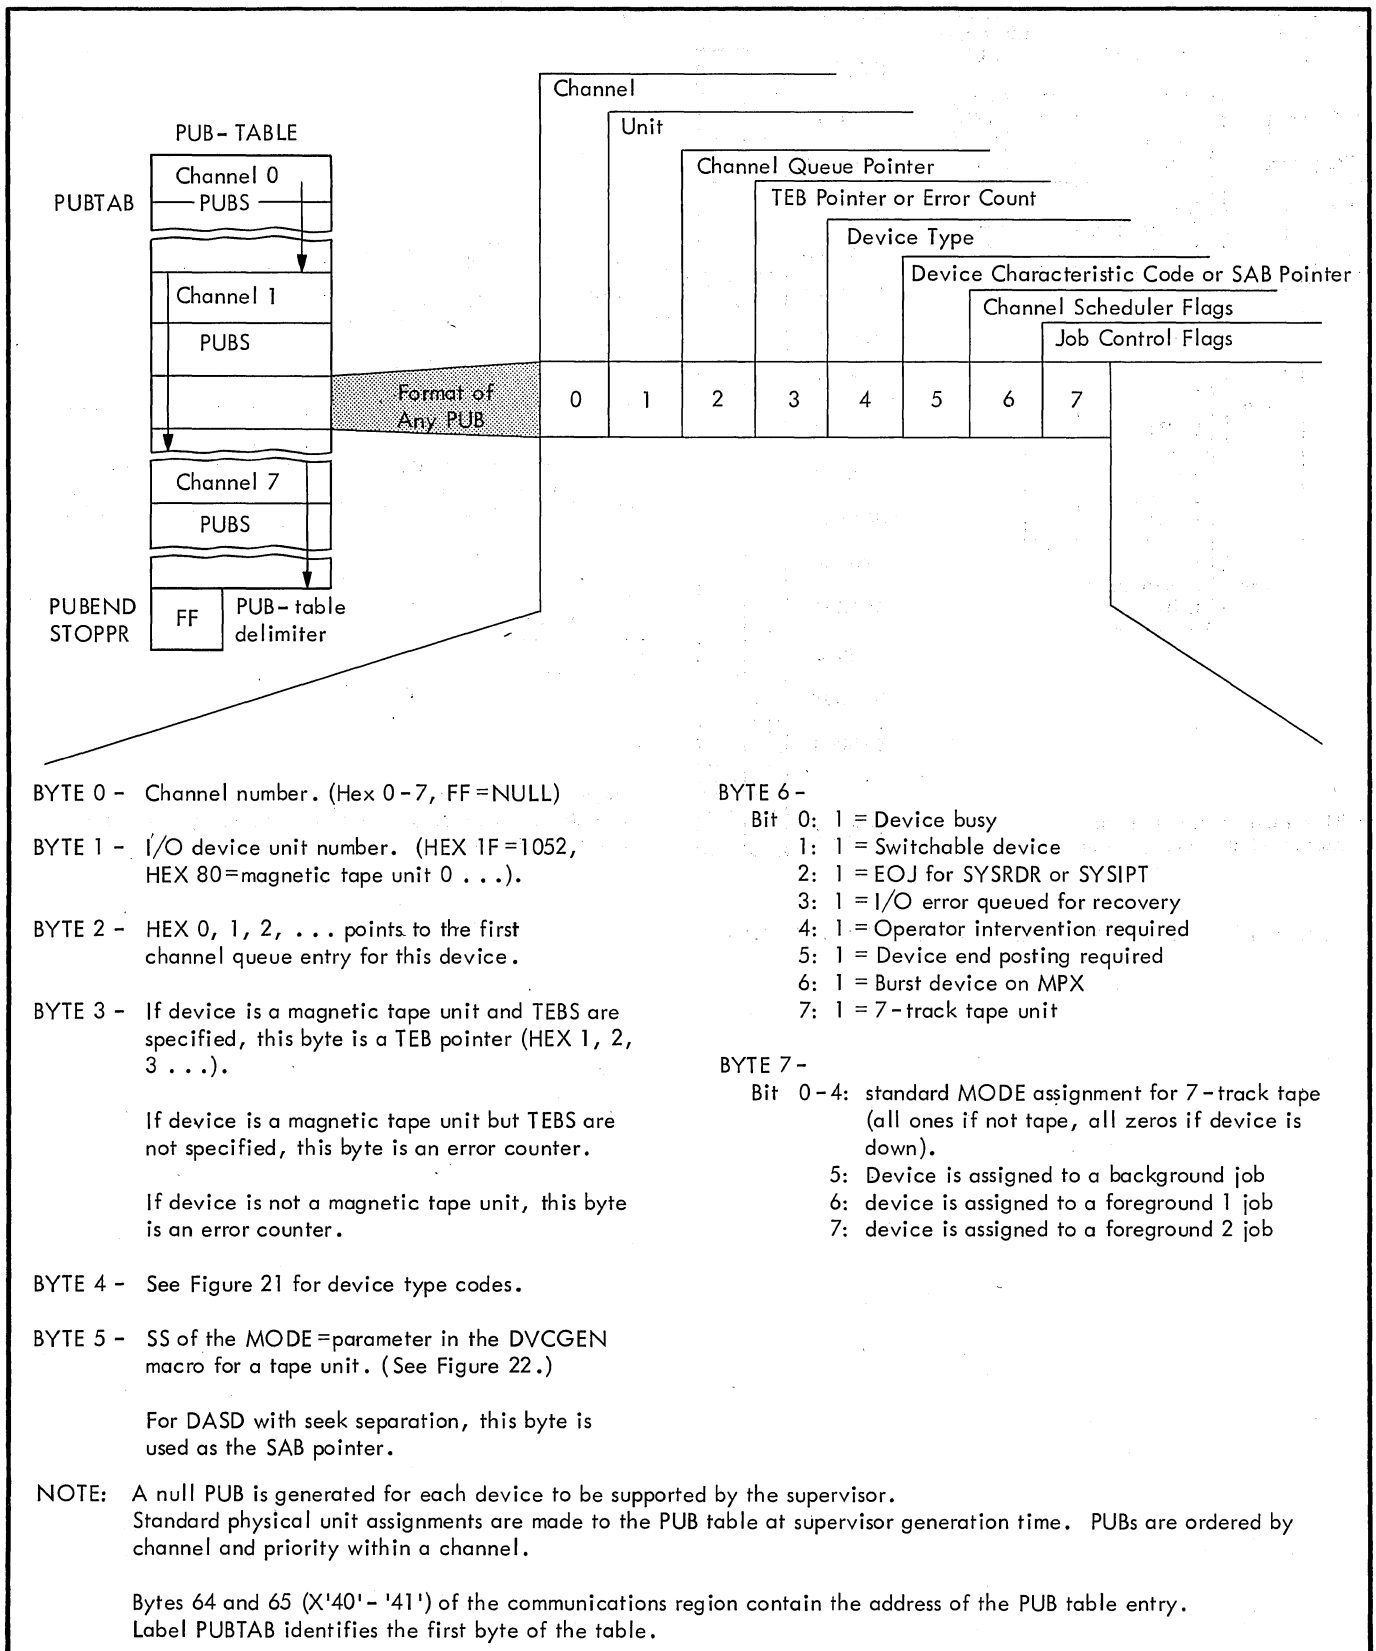 PUB-TABLE
PUBTAB
Channel 0
PUBS
Channel 1
PUBS
Channel 7
PUBS
PUBEND
STOPPR
FF
PUB-table
delimiter
Format of
Any PUB
Channel
Unit
Channel Queue Pointer
TEB Pointer or Error Count
Device Type
Device Characteristic Code or SAB Pointer
Channel Scheduler Flags
Job Control Flags
0 1 2 3 4 5 6 7
BYTE 0 - Channel number. (Hex 0-7, FF=NULL)
BYTE 1 - I/O device unit number. (HEX 1F=1052,
HEX 80=magnetic tape unit 0 . . .).
BYTE 2 - HEX 0, 1, 2, . . . points to the first
channel queue entry for this device.
BYTE 3 - If device is a magnetic tape unit and TEBS are
specified, this byte is a TEB pointer (HEX 1, 2,
3 . . .).
If device is a magnetic tape unit but TEBS are
not specified, this byte is an error counter.
If device is not a magnetic tape unit, this byte
is an error counter.
BYTE 4 - See Figure 21 for device type codes.
BYTE 5 - SS of the MODE=parameter in the DVCGEN
macro for a tape unit. (See Figure 22.)
For DASD with seek separation, this byte is
used as the SAB pointer.
BYTE 6 -
Bit 0: 1 = Device busy
1: 1 = Switchable device
2: 1 = EOJ for SYSRDR or SYSIPT
3: 1 = I/O error queued for recovery
4: 1 = Operator intervention required
5: 1 = Device end posting required
6: 1 = Burst device on MPX
7: 1 = 7-track tape unit
BYTE 7 -
Bit 0-4: standard MODE assignment for 7-track tape
(all ones if not tape, all zeros if device is
down).
5: Device is assigned to a background job
6: device is assigned to a foreground 1 job
7: device is assigned to a foreground 2 job
NOTE: A null PUB is generated for each device to be supported by the supervisor.
Standard physical unit assignments are made to the PUB table at supervisor generation time. PUBs are ordered by
channel and priority within a channel.
Bytes 64 and 65 (X'40'- '41') of the communications region contain the address of the PUB table entry.
Label PUBTAB identifies the first byte of the table.